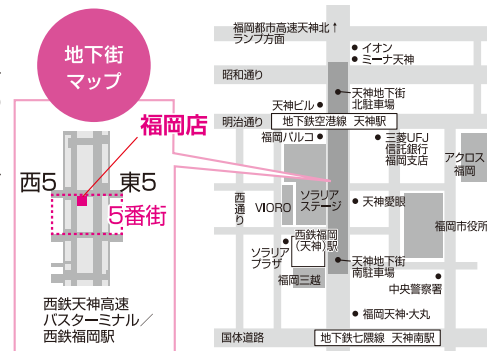 地下街
マップ
福岡店
西5
東5
5番街
西鉄天神高速
バスターミナル／
西鉄福岡駅
福岡都市高速天神北↑
ランプ方面
イオン
ミーナ天神
昭和通り
天神地下街
北駐車場
天神ビル
明治通り
地下鉄空港線 天神駅
福岡パルコ
三菱UFJ
信託銀行
福岡支店
アクロス
福岡
西通り
VIORO
ソラリア
ステージ
天神愛眼
福岡市役所
西鉄福岡
(天神)駅
ソラリア
プラザ
天神地下街
南駐車場
福岡三越
中央警察署
福岡天神・大丸
国体道路
地下鉄七隈線 天神南駅